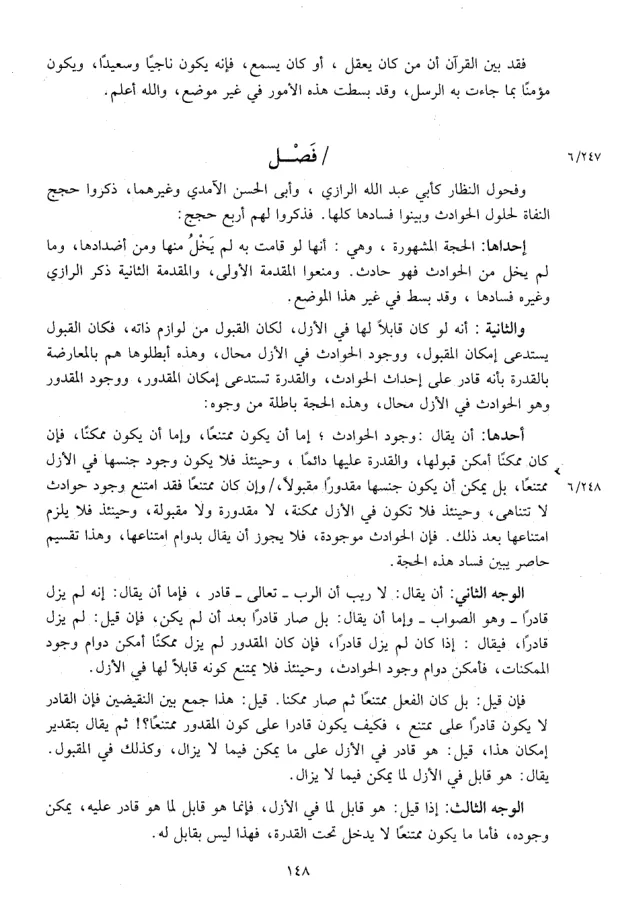 فقد بين القرآن أن من كان يعقل ، أو كان يسمع، فإنه يكون ناجيًا وسعيدًا، ويكون
مؤمنًا بما جاءت به الرسل، وقد بسطت هذه الأمور في غير موضع، والله أعلم.
/ فَصْــل
٦/٢٤٧
وفحول النظار كأبي عبد الله الرازي ، وأبى الحسن الآمدي وغيرهما، ذكروا حجج
النفاة لحلول الحوادث وبينوا فسادها كلها. فذكروا لهم أربع حجج:
إحداها: الحجة المشهورة ، وهي : أنها لو قامت به لم يَخْلُ منها ومن أضدادها، وما
لم يخل من الحوادث فهو حادث. ومنعوا المقدمة الأولى، والمقدمة الثانية ذكر الرازي
وغيره فسادها ، وقد بسط في غير هذا الموضع.
والثانية : أنه لو كان قابلاً لها في الأزل، لكان القبول من لوازم ذاته، فكان القبول
يستدعى إمكان المقبول، ووجود الحوادث في الأزل محال، وهذه أبطلوها هم بالمعارضة
بالقدرة بأنه قادر على إحداث الحوادث، والقدرة تستدعى إمكان المقدور، ووجود المقدور
وهو الحوادث في الأزل محال، وهذه الحجة باطلة من وجوه:
أحدها: أن يقال :وجود الحوادث ؛ إما أن يكون ممتنعًا، وإما أن يكون ممكنًا، فإن
كان ممكنًا أمكن قبولها، والقدرة عليها دائمًا ، وحينئذ فلا يكون وجود جنسها في الأزل
ممتنعًا، بل يمكن أن يكون جنسها مقدورًا مقبولاً،/ وإن كان ممتنعًا فقد امتنع وجود حوادث
٦/٢٤٨
لا تتناهى، وحينئذ فلا تكون في الأزل ممكنة، لا مقدورة ولا مقبولة، وحينئذ فلا يلزم
امتناعها بعد ذلك. فإن الحوادث موجودة، فلا يجوز أن يقال بدوام امتناعها، وهذا تقسيم
حاصر يبين فساد هذه الحجة.
الوجه الثاني: أن يقال: لا ريب أن الرب ـ تعالى ـ قادر ، فإما أن يقال: إنه لم يزل
قادرًا ـ وهو الصواب ـ وإما أن يقال: بل صار قادرًا بعد أن لم يكن، فإن قيل: لم يزل
قادرًا، فيقال : إذا كان لم يزل قادرًا، فإن كان المقدور لم يزل ممكنًا أمكن دوام وجود
الممكنات، فأمكن دوام وجود الحوادث، وحينئذ فلا يمتنع كونه قابلاً لها في الأزل.
فإن قيل: بل كان الفعل ممتنعًا ثم صار ممكنا. قيل: هذا جمع بين النقيضين فإن القادر
لا يكون قادرًا على ممتنع ، فكيف يكون قادرا على كون المقدور ممتنعًا؟! ثم يقال بتقدير
إمكان هذا، قيل: هو قادر في الأزل على ما يمكن فيما لا يزال، وكذلك في المقبول.
يقال: هو قابل في الأزل لما يمكن فيما لا يزال.
الوجه الثالث: إذا قيل: هو قابل لما في الأزل، فإنما هو قابل لما هو قادر عليه، يمكن
وجوده، فأما ما يكون ممتنعًا لا يدخل تحت القدرة، فهذا ليس بقابل له.
١٤٨